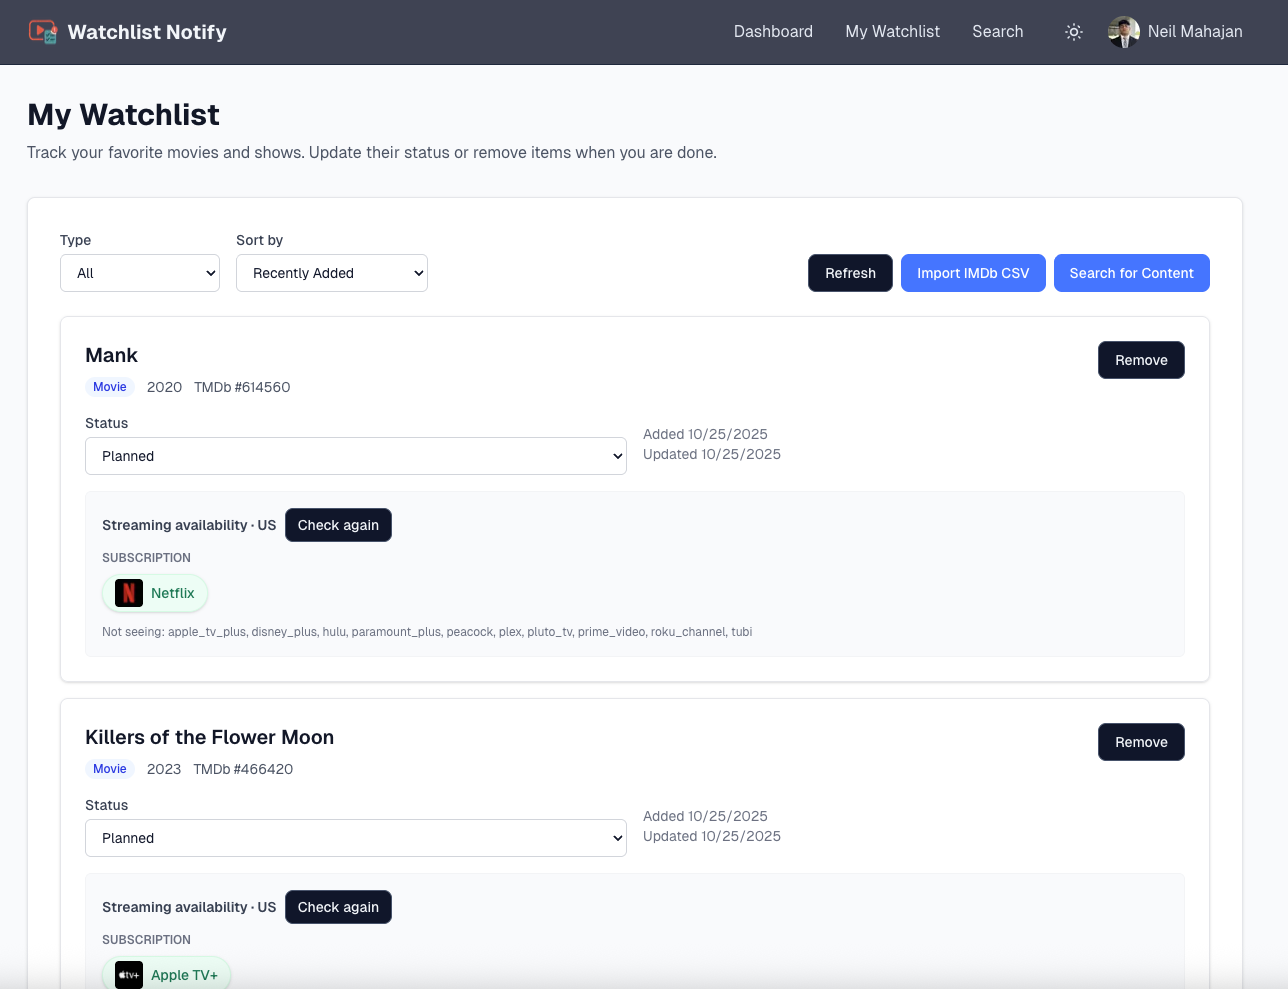 Watchlist Notify
Dashboard
My Watchlist
Search
Neil Mahajan
My Watchlist
Track your favorite movies and shows. Update their status or remove items when you are done.
Type
Sort by
All
Recently Added
Refresh
Import IMDb CSV
Search for Content
Mank
Remove
Movie 2020 TMDb #614560
Status
Planned
Added 10/25/2025
Updated 10/25/2025
Streaming availability · US
Check again
SUBSCRIPTION
N Netflix
Not seeing: apple_tv_plus, disney_plus, hulu, paramount_plus, peacock, plex, pluto_tv, prime_video, roku_channel, tubi
Killers of the Flower Moon
Remove
Movie 2023 TMDb #466420
Status
Planned
Added 10/25/2025
Updated 10/25/2025
Streaming availability · US
Check again
SUBSCRIPTION
tv+ Apple TV+